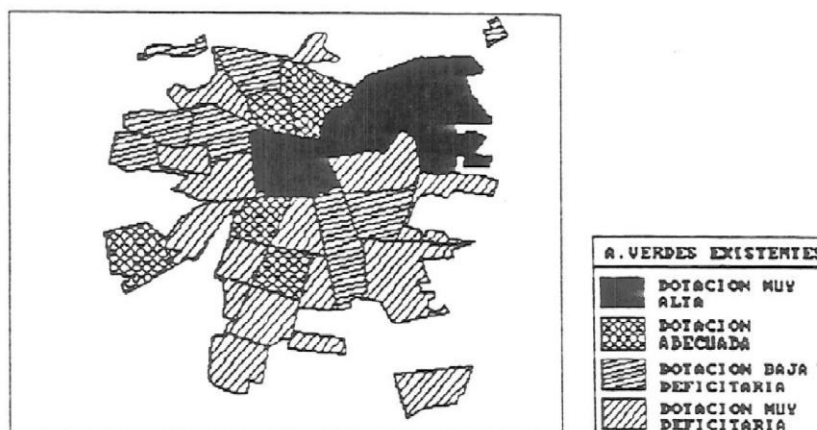 A.VERDES EXISTENTES
DOTACION MUY
ALTA
DOTACION
ADECUADA
DOTACION BAJA
DEFICITARIA
DOTACION MUY
DEFICITARIA